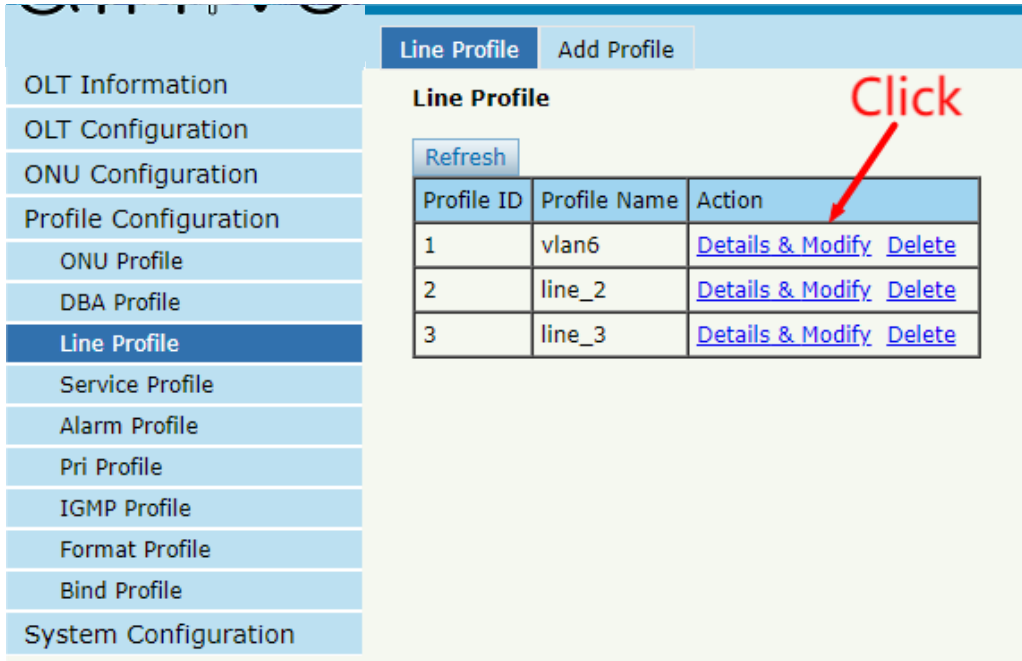 Line Profile Add Profile
OLT Information
OLT Configuration
ONU Configuration
Profile Configuration
ONU Profile
DBA Profile
Line Profile
Service Profile
Alarm Profile
Pri Profile
IGMP Profile
Format Profile
Bind Profile
System Configuration
Line Profile
Click
Refresh
Profile ID Profile Name Action
1 vlan6 Details & Modify Delete
2 line_2 Details & Modify Delete
3 line_3 Details & Modify Delete